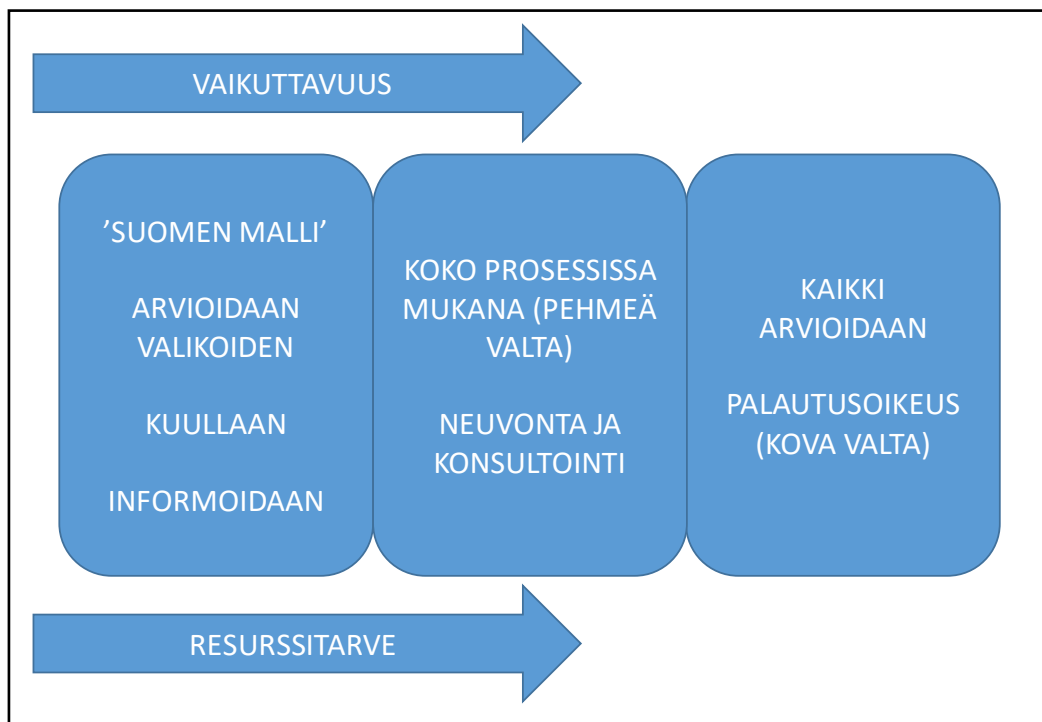 VAIKUTTAVUUS
’SUOMEN MALLI’
ARVIOIDAAN
VALIKOIDEN
KUULLAAN
INFORMOIDAAN
KOKO PROSESSISSA
MUKANA (PEHMEÄ
VALTA)
NEUVONTA JA
KONSULTOINTI
KAIKKI
ARVIOIDAAN
PALAUTUSOIKEUS
(KOVA VALTA)
RESURSSITARVE